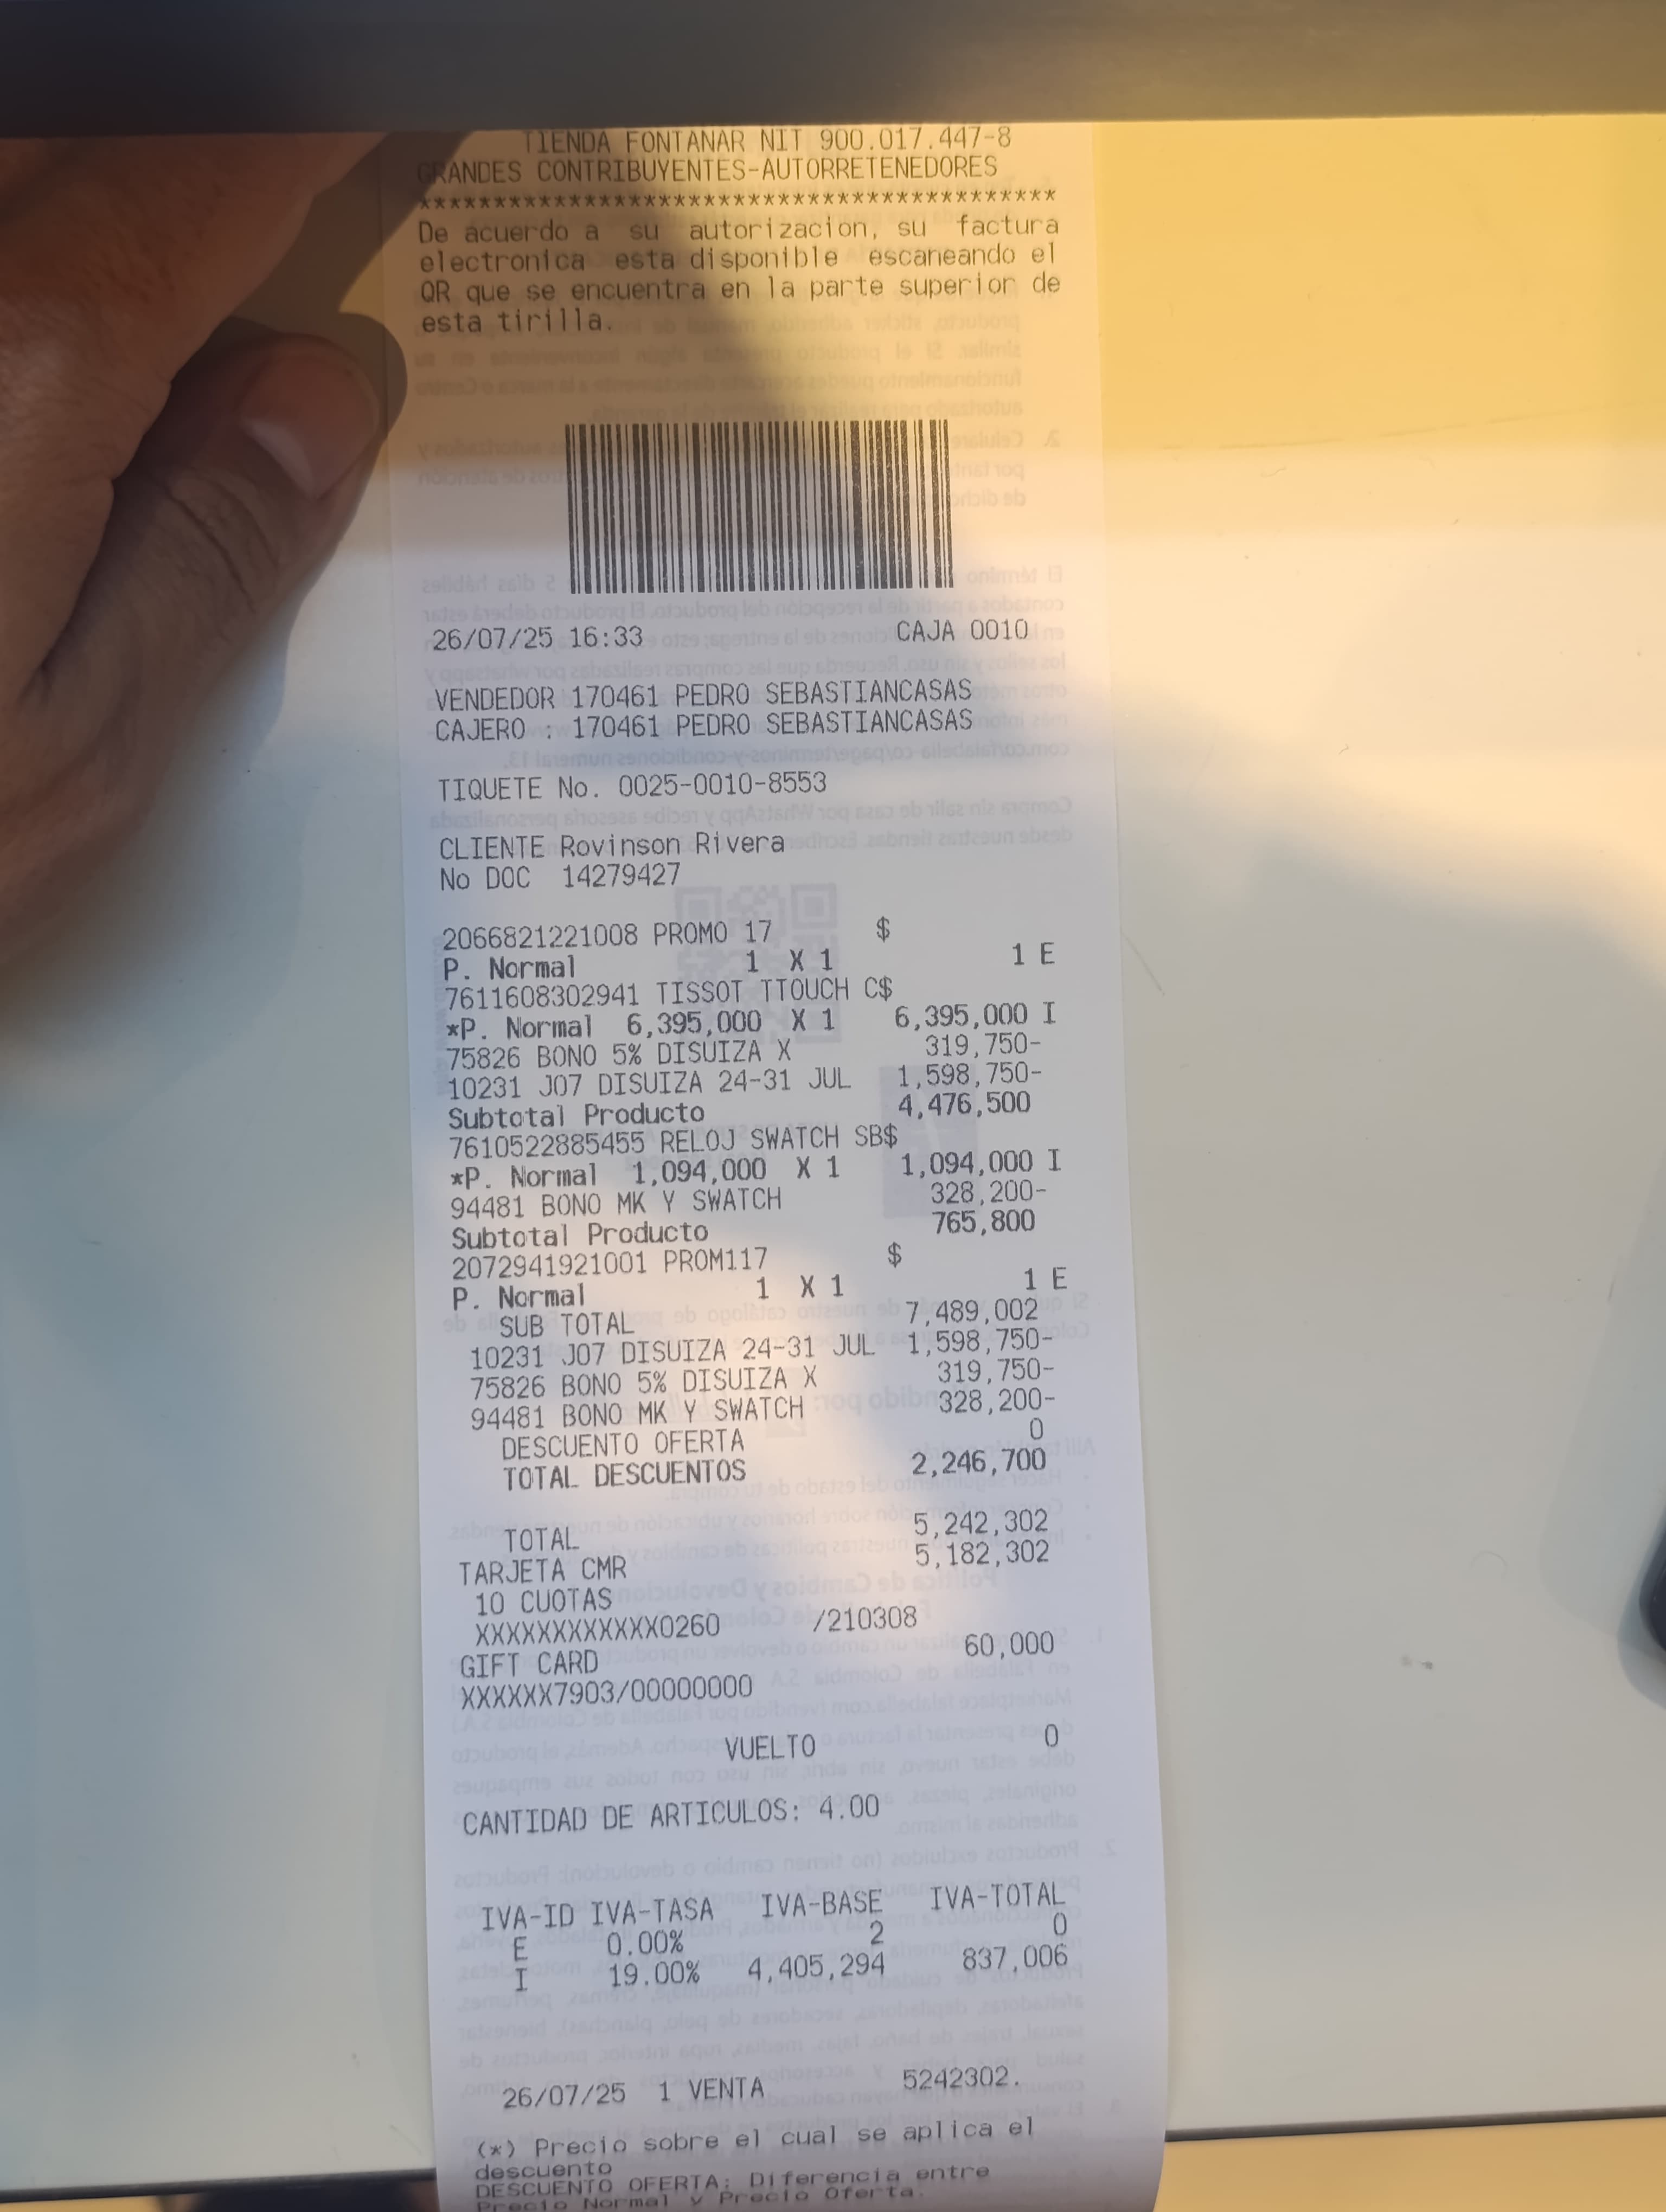 TIENDA FONTANAR NIT 900.017.447-8
GRANDES CONTRIBUYENTES-AUTORRETENEDORES
******************************************
De acuerdo a su autorizacion, su factura
electronica esta disponible escaneando el
QR que se encuentra en la parte superior de
esta tirilla.
26/07/25 16:33 CAJA 0010
VENDEDOR 170461 PEDRO SEBASTIANCASAS
CAJERO : 170461 PEDRO SEBASTIANCASAS
TIQUETE No. 0025-0010-8553
CLIENTE Rovinson Rivera
No DOC 14279427
2066821221008 PROMO 17 $
P. Normal 1 X 1 1 E
7611608302941 TISSOT TTOUCH C$
*P. Normal 6,395,000 X 1 6,395,000 I
75826 BONO 5% DISUIZA X 319,750-
10231 J07 DISUIZA 24-31 JUL 1,598,750-
Subtotal Producto 4,476,500
7610522885455 RELOJ SWATCH SB$
*P. Normal 1,094,000 X 1 1,094,000 I
94481 BONO MK Y SWATCH 328,200-
Subtotal Producto 765,800
2072941921001 PROM117 $
P. Normal 1 X 1 1 E
SUB TOTAL 7,489,002
10231 J07 DISUIZA 24-31 JUL 1,598,750-
75826 BONO 5% DISUIZA X 319,750-
94481 BONO MK Y SWATCH 328,200-
DESCUENTO OFERTA 0
TOTAL DESCUENTOS 2,246,700
TOTAL 5,242,302
TARJETA CMR 5,182,302
10 CUOTAS
XXXXXXXXXXXX0260 /210308
GIFT CARD 60,000
XXXXXX7903/00000000
VUELTO 0
CANTIDAD DE ARTICULOS: 4.00
IVA-ID IVA-TASA IVA-BASE IVA-TOTAL
E 0.00% 2 0
I 19.00% 4,405,294 837,006
26/07/25 1 VENTA 5242302.
(*) Precio sobre el cual se aplica el
descuento
DESCUENTO OFERTA: Diferencia entre
Precio Normal y Precio Oferta.